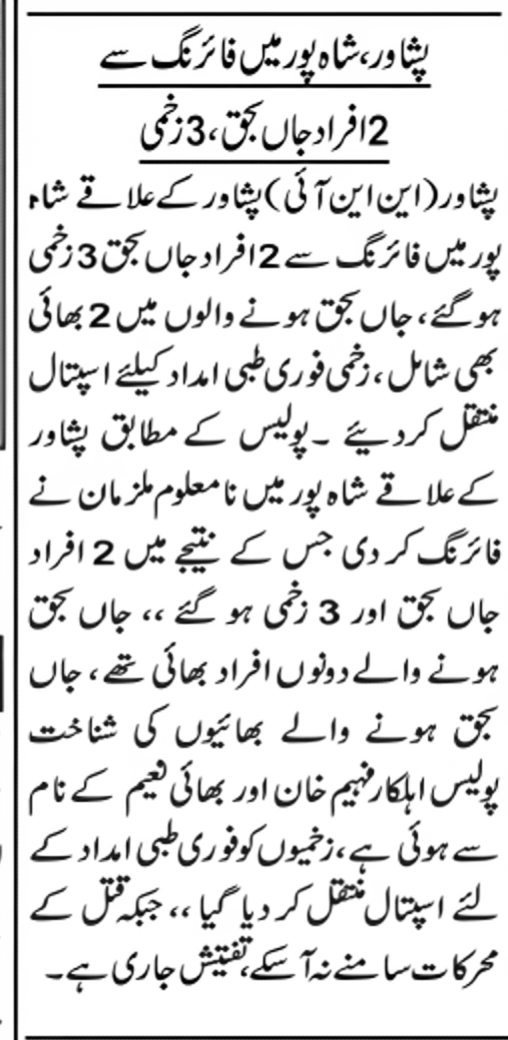 پشاور،شاہ پور میں فائرنگ سے
2افراد جاں بحق،3زخمی
پشاور(این این آئی)پشاور کے علاقے شاہ
پور میں فائرنگ سے 2افراد جاں بحق 3 زخمی
ہوگئے، جاں بحق ہونے والوں میں 2 بھائی
بھی شامل، زخمی فوری طبی امداد کیلئے اسپتال
منتقل کردیئے ۔پولیس کے مطابق پشاور
کے علاقے شاہ پور میں نامعلوم ملزمان نے
فائرنگ کر دی جس کے نتیجے میں 2 افراد
جاں بحق اور 3 زخمی ہو گئے ،، جاں بحق
ہونے والے دونوں افراد بھائی تھے، جاں
بحق ہونے والے بھائیوں کی شناخت
پولیس اہلکار فہیم خان اور بھائی نعیم کے نام
سے ہوئی ہے، زخمیوں کو فوری طبی امداد کے
لئے اسپتال منتقل کر دیا گیا ،، جبکہ قتل کے
محرکات سامنے نہ آسکے، تفتیش جاری ہے۔